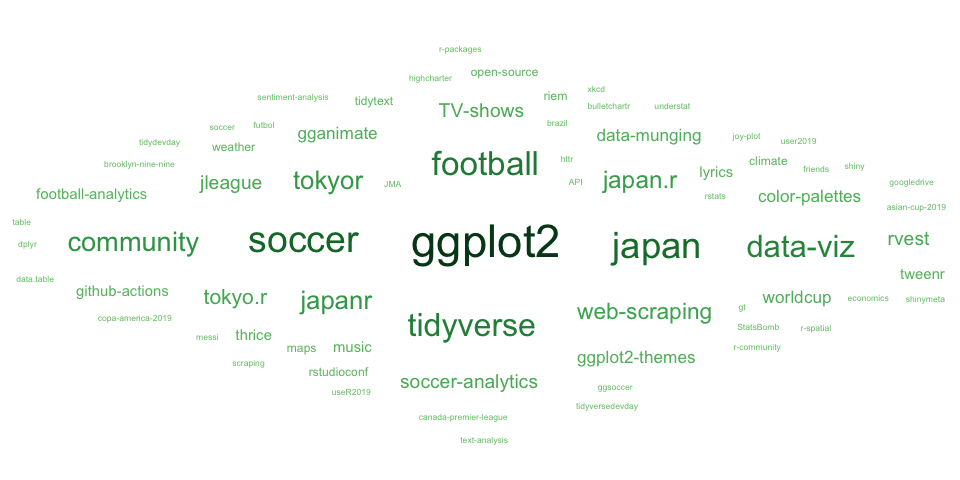 r-packages
open-source
highcharter
xkcd
riem
sentiment-analysis
tidytext
bulletchartr
understat
TV-shows
brazil
soccer
futbol
gganimate
data-munging
joy-plot
user2019
tidydevday
weather
brooklyn-nine-nine
football
httr
climate
friends
shiny
lyrics
jleague
tokyor
JMA
API
japan.r
googledrive
football-analytics
rstats
color-palettes
asian-cup-2019
table
dplyr
community
soccer
ggplot2
japan
data-viz
rvest
data.table
tweenr
github-actions
tokyo.r
japanr
worldcup
economics
shinymeta
gt
web-scraping
copa-america-2019
tidyverse
StatsBomb
r-spatial
messi
thrice
maps
music
r-community
ggplot2-themes
scraping
rstudioconf
soccer-analytics
ggsoccer
useR2019
tidyversedevday
canada-premier-league
text-analysis